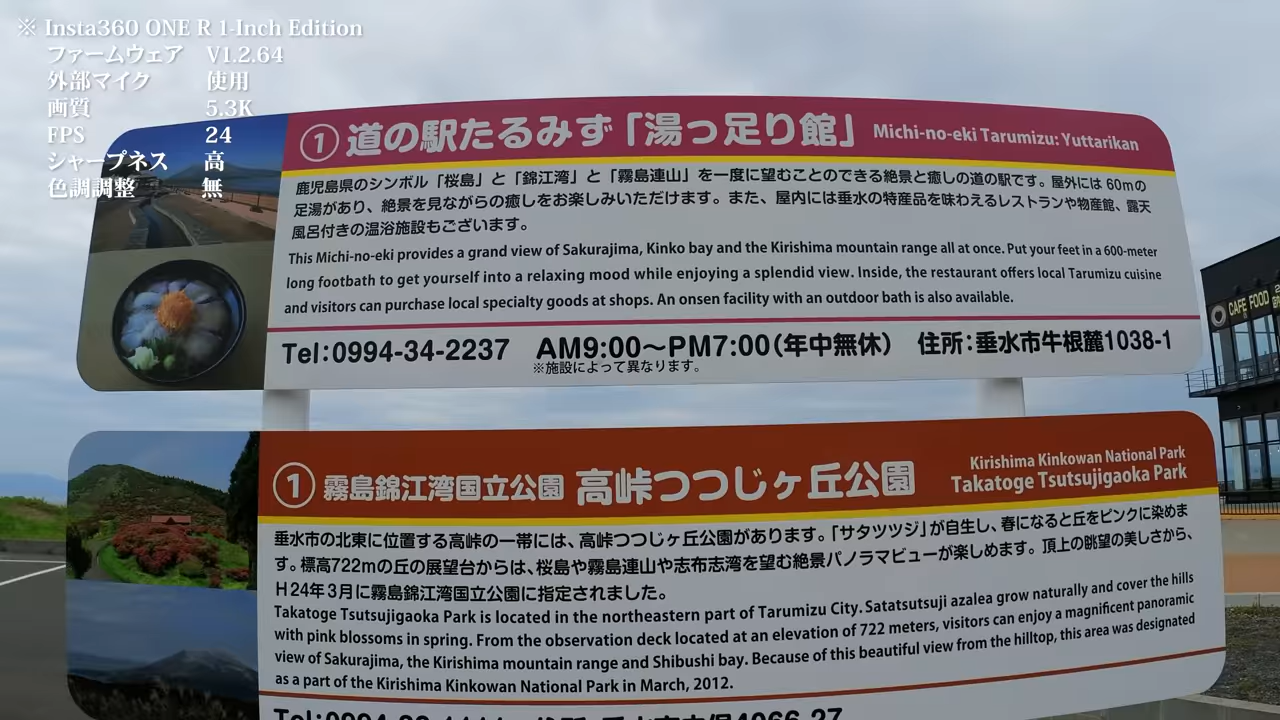 ※ Insta360 ONE R 1-Inch Edition
ファームウェア V1.2.64
外部マイク 使用
画質 5.3K
FPS 24
シャープネス 高
色調調整 無
① 道の駅たるみず「湯っ足り館」 Michi-no-eki Tarumizu: Yuttarikan
鹿児島県のシンボル「桜島」と「錦江湾」と「霧島連山」を一度に望むことのできる絶景と癒しの道の駅です。屋外には 60mの
足湯があり、絶景を見ながらの癒しをお楽しみいただけます。また、屋内には垂水の特産品を味わえるレストランや物産館、露天
風呂付きの温浴施設もございます。
This Michi-no-eki provides a grand view of Sakurajima, Kinko bay and the Kirishima mountain range all at once. Put your feet in a 600-meter
long footbath to get yourself into a relaxing mood while enjoying a splendid view. Inside, the restaurant offers local Tarumizu cuisine
and visitors can purchase local specialty goods at shops. An onsen facility with an outdoor bath is also available.
Tel:0994-34-2237 AM9:00~PM7:00(年中無休) 住所:垂水市牛根麓1038-1
※施設によって異なります。
CAFE FOOD
① 霧島錦江湾国立公園 高峠つつじヶ丘公園
Kirishima Kinkowan National Park
Takatoge Tsutsujigaoka Park
垂水市の北東に位置する高峠の一帯には、高峠つつじヶ丘公園があります。「サタツツジ」が自生し、春になると丘をピンクに染めま
す。標高722mの丘の展望台からは、桜島や霧島連山や志布志湾を望む絶景パノラマビューが楽しめます。頂上の眺望の美しさから、
H24年3月に霧島錦江湾国立公園に指定されました。
Takatoge Tsutsujigaoka Park is located in the northeastern part of Tarumizu City. Satatsutsuji azalea grow naturally and cover the hills
with pink blossoms in spring. From the observation deck located at an elevation of 722 meters, visitors can enjoy a magnificent panoramic
view of Sakurajima, the Kirishima mountain range and Shibushi bay. Because of this beautiful view from the hilltop, this area was designated
as a part of the Kirishima Kinkowan National Park in March, 2012.